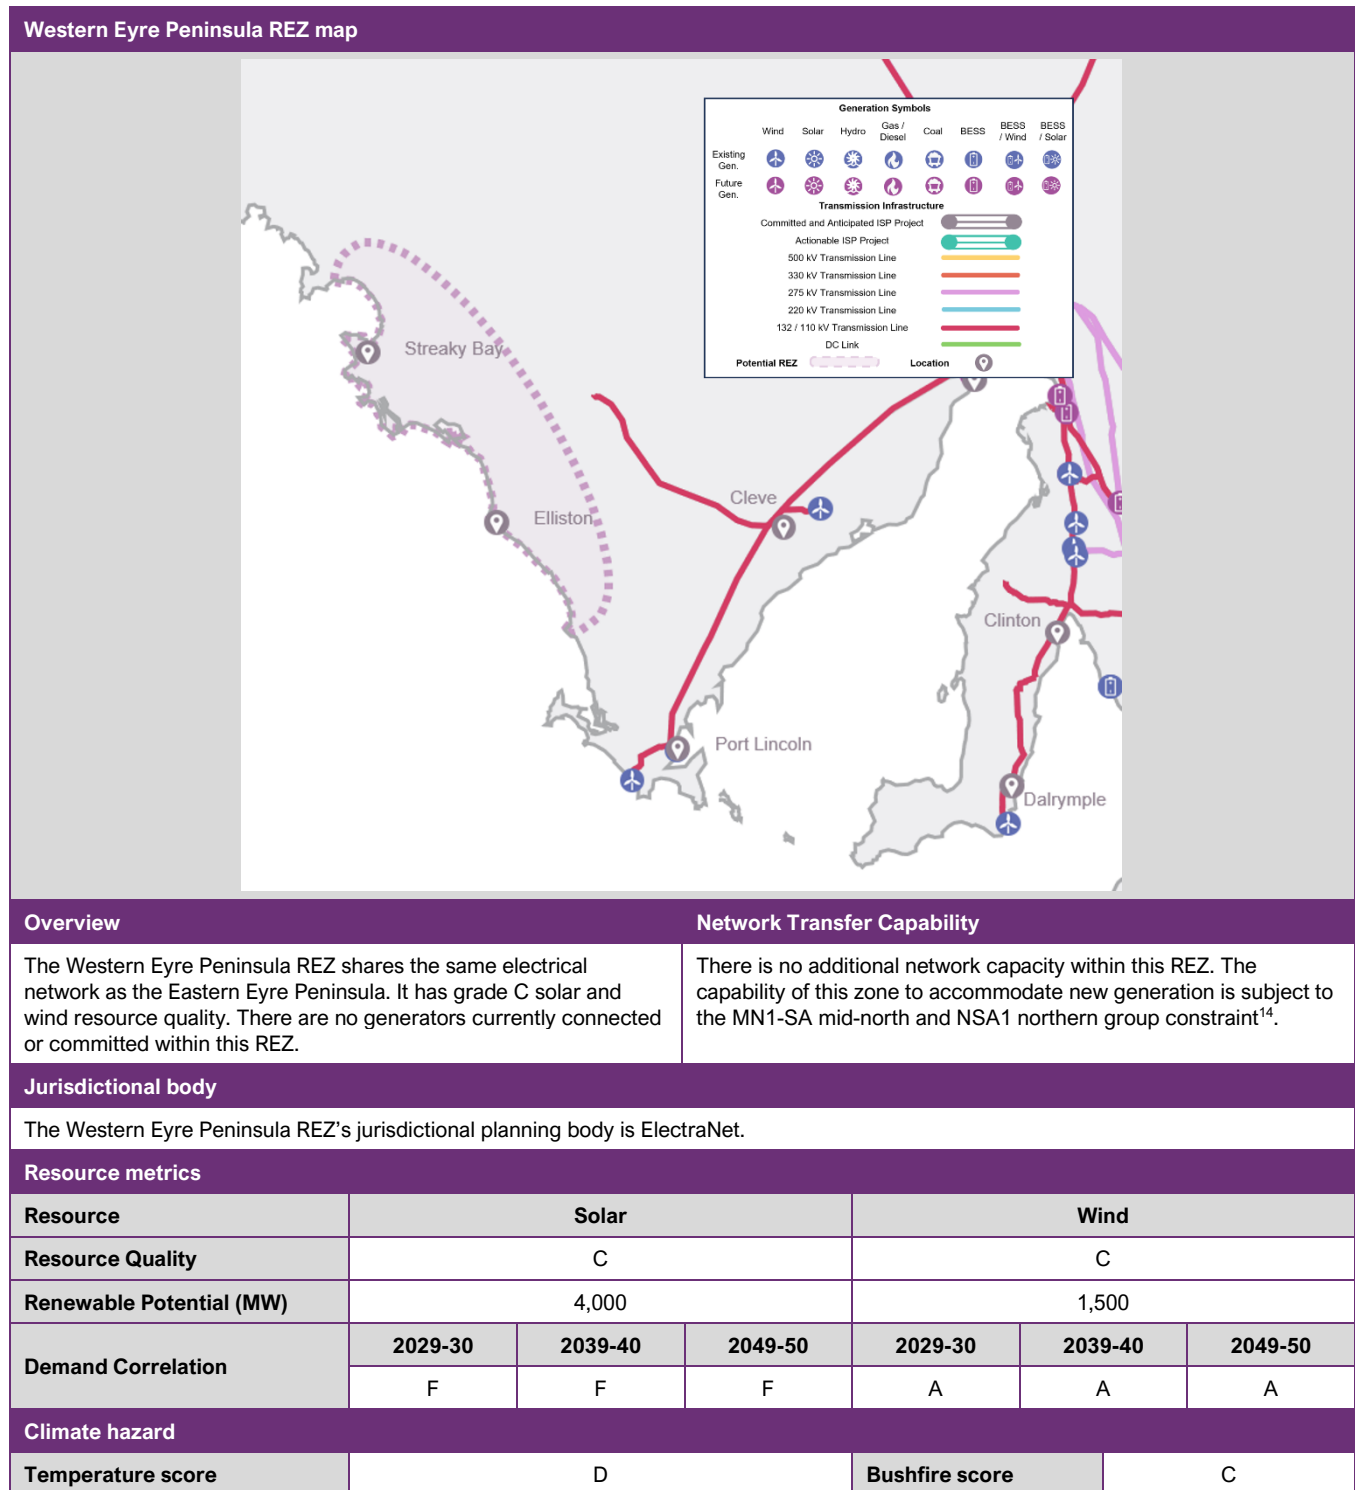 Western Eyre Peninsula REZ map
Generation Symbols
Wind Solar Hydro Gas / Diesel Coal BESS BESS / Wind BESS / Solar
Existing Gen.
Future Gen.
Transmission Infrastructure
Committed and Anticipated ISP Project
Actionable ISP Project
500 kV Transmission Line
330 kV Transmission Line
275 kV Transmission Line
220 kV Transmission Line
132 / 110 kV Transmission Line
DC Link
Potential REZ Location
Streaky Bay
Elliston
Cleve
Clinton
Port Lincoln
Dalrymple
Overview
The Western Eyre Peninsula REZ shares the same electrical
network as the Eastern Eyre Peninsula. It has grade C solar and
wind resource quality. There are no generators currently connected
or committed within this REZ.
Network Transfer Capability
There is no additional network capacity within this REZ. The
capability of this zone to accommodate new generation is subject to
the MN1-SA mid-north and NSA1 northern group constraint14.
Jurisdictional body
The Western Eyre Peninsula REZ's jurisdictional planning body is ElectraNet.
Resource metrics
Resource Solar Wind
Resource Quality C C
Renewable Potential (MW) 4,000 1,500
Demand Correlation 2029-30 2039-40 2049-50 2029-30 2039-40 2049-50
F F F A A A
Climate hazard
Temperature score D Bushfire score C